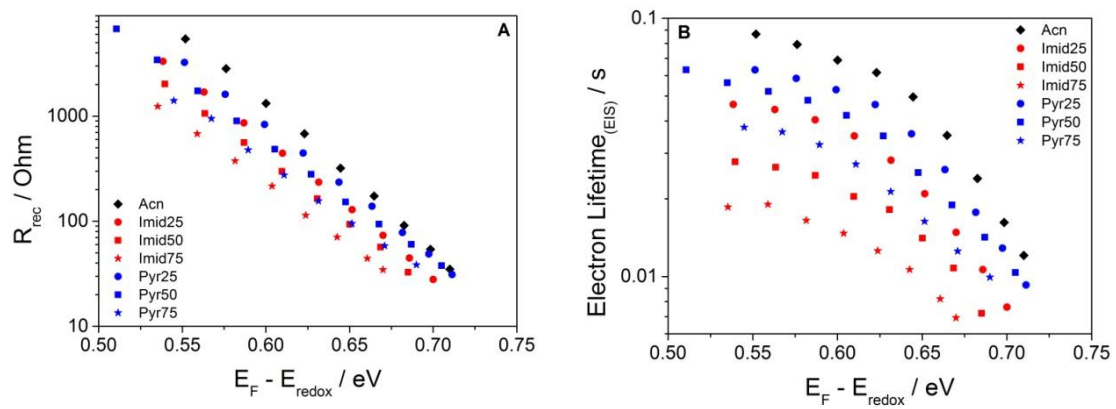 A
1000
100
10
R_rec / Ohm
Acn
Imid25
Imid50
Imid75
Pyr25
Pyr50
Pyr75
0.50 0.55 0.60 0.65 0.70 0.75
E_F - E_redox / eV
B
0.1
0.01
Electron Lifetime_(EIS) / s
Acn
Imid25
Imid50
Imid75
Pyr25
Pyr50
Pyr75
0.50 0.55 0.60 0.65 0.70 0.75
E_F - E_redox / eV